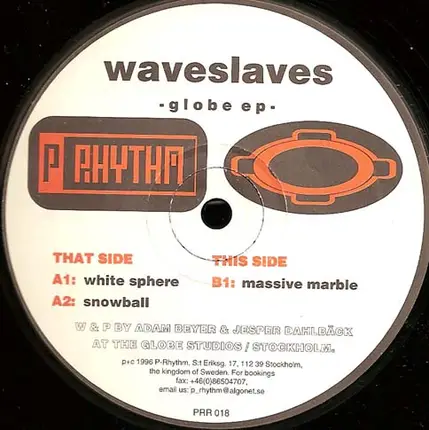 waveslaves
-globe ep-
P P.RHYTHM
THAT SIDE
A1: white sphere
A2: snowball
THIS SIDE
B1: massive marble
W & P BY ADAM BEYER & JESPER DAHLBÄCK
AT THE GLOBE STUDIOS / STOCKHOLM.
p+c 1996 P-Rhythm, S:t Eriksg. 17, 112 39 Stockholm,
the kingdom of Sweden. For bookings
fax: +46(0)86504707,
email us: p_rhythm@algonet.se
PRR 018